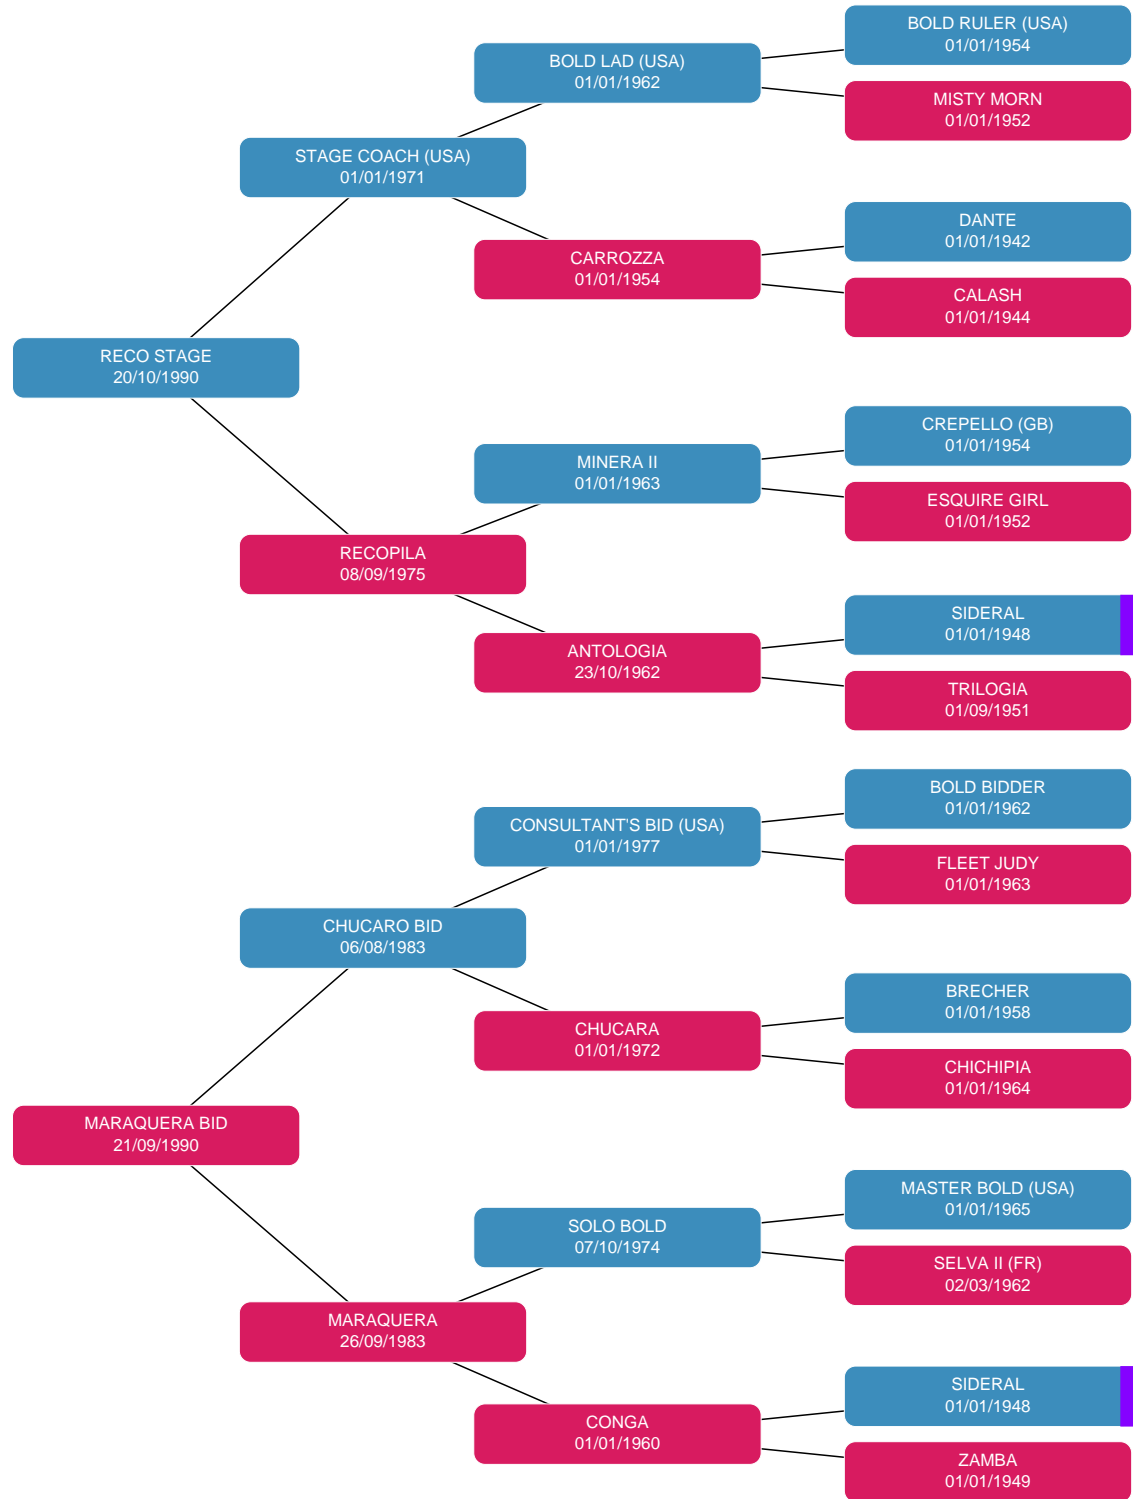 BOLD RULER (USA)
01/01/1954
BOLD LAD (USA)
01/01/1962
MISTY MORN
01/01/1952
STAGE COACH (USA)
01/01/1971
DANTE
01/01/1942
CARROZZA
01/01/1954
CALASH
01/01/1944
RECO STAGE
20/10/1990
CREPELLO (GB)
01/01/1954
MINERA II
01/01/1963
ESQUIRE GIRL
01/01/1952
RECOPILA
08/09/1975
SIDERAL
01/01/1948
ANTOLOGIA
23/10/1962
TRILOGIA
01/09/1951
BOLD BIDDER
01/01/1962
CONSULTANT'S BID (USA)
01/01/1977
FLEET JUDY
01/01/1963
CHUCARO BID
06/08/1983
BRECHER
01/01/1958
CHUCARA
01/01/1972
CHICHIPIA
01/01/1964
MARAQUERA BID
21/09/1990
MASTER BOLD (USA)
01/01/1965
SOLO BOLD
07/10/1974
SELVA II (FR)
02/03/1962
MARAQUERA
26/09/1983
SIDERAL
01/01/1948
CONGA
01/01/1960
ZAMBA
01/01/1949